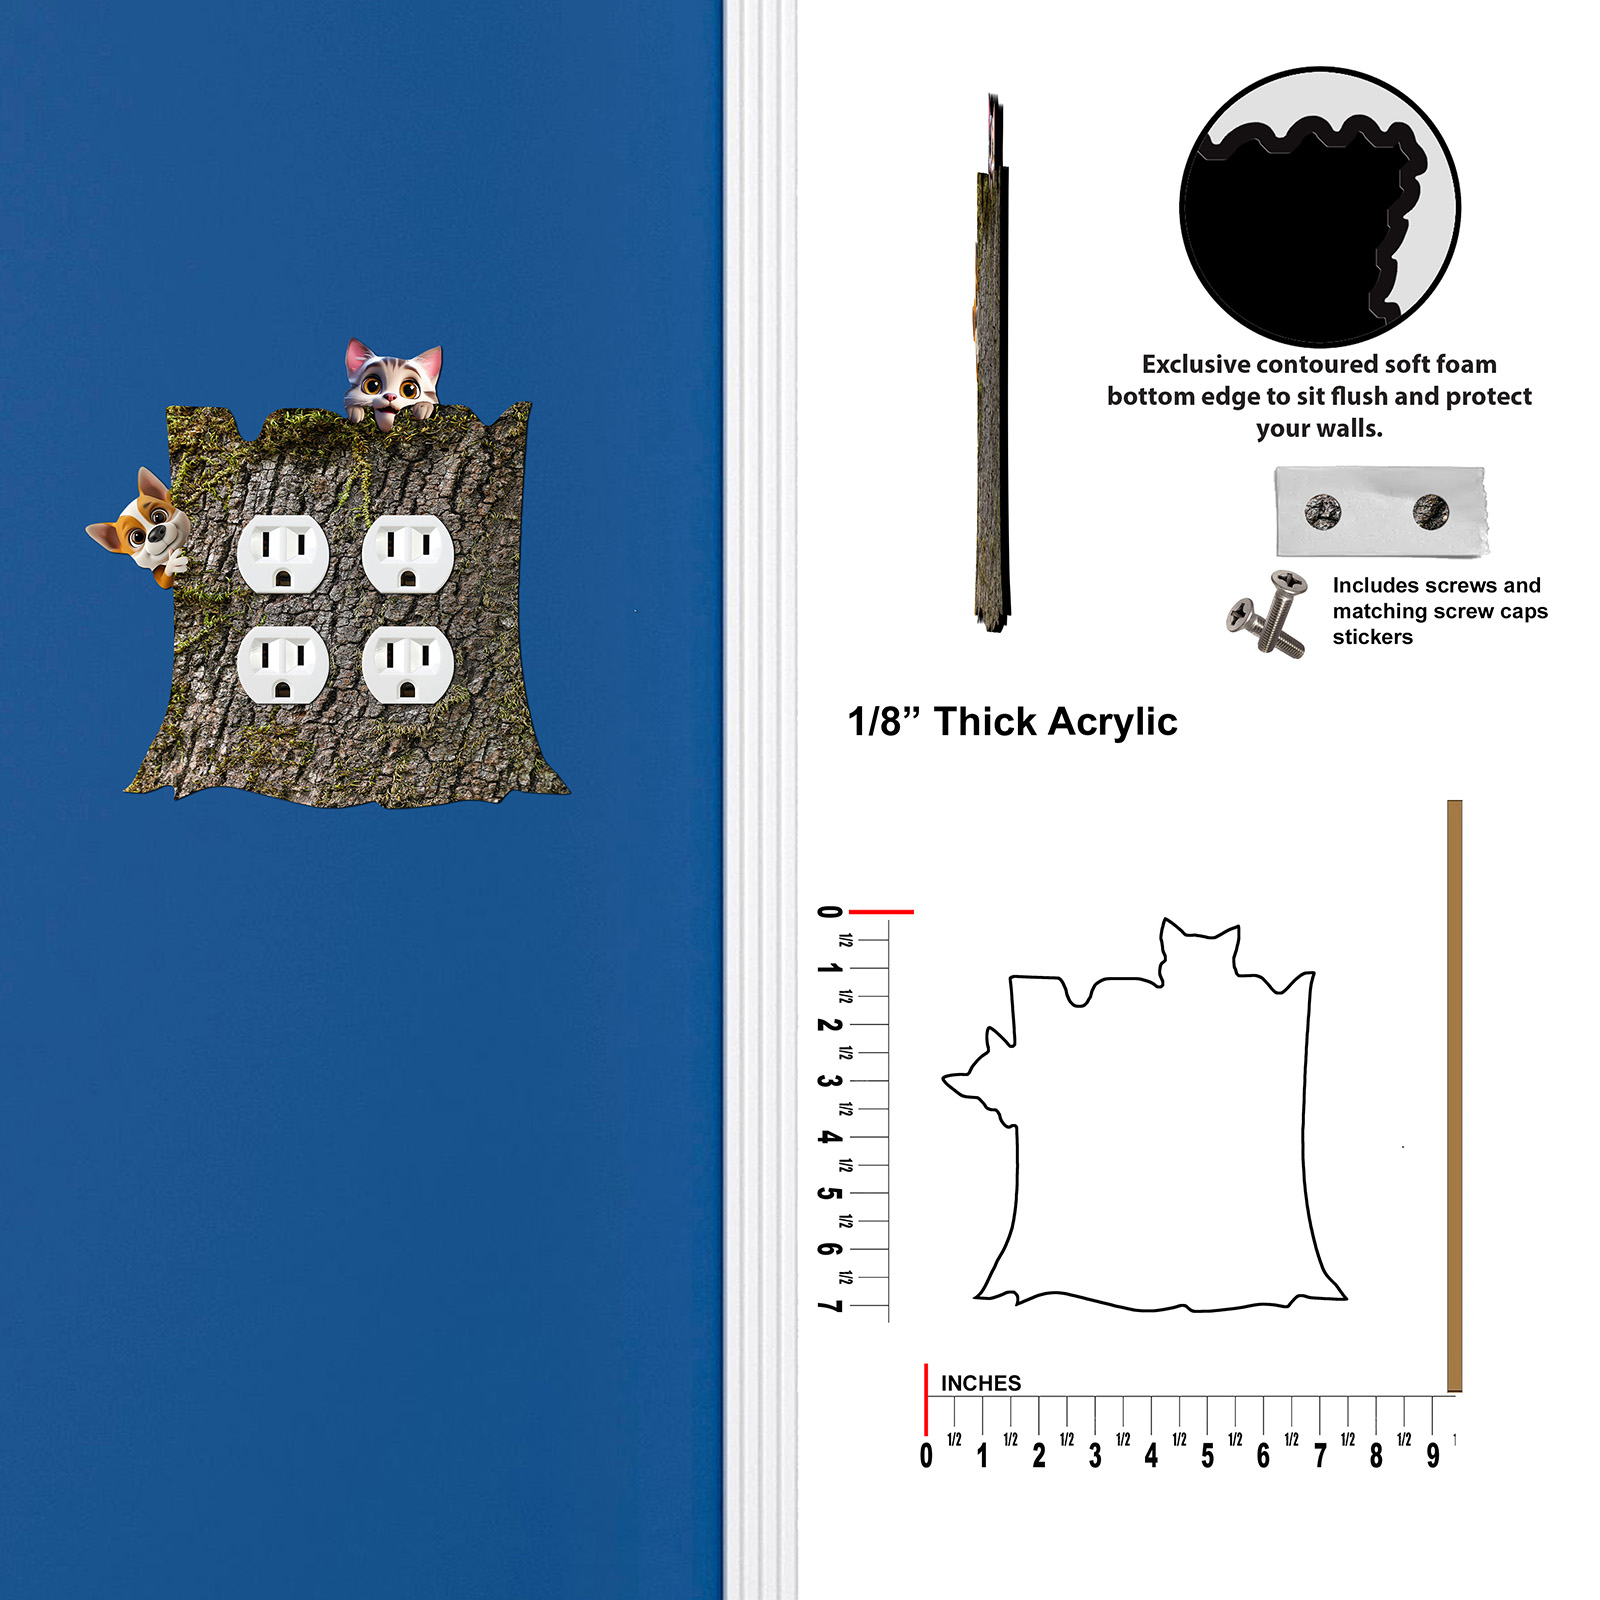 Exclusive contoured soft foam
bottom edge to sit flush and protect
your walls.
Includes screws and
matching screw caps
stickers
1/8” Thick Acrylic
0
1/2
1
1/2
2
1/2
3
1/2
4
1/2
5
1/2
6
1/2
7
INCHES
0 1/2 1 1/2 2 1/2 3 1/2 4 1/2 5 1/2 6 1/2 7 1/2 8 1/2 9 1